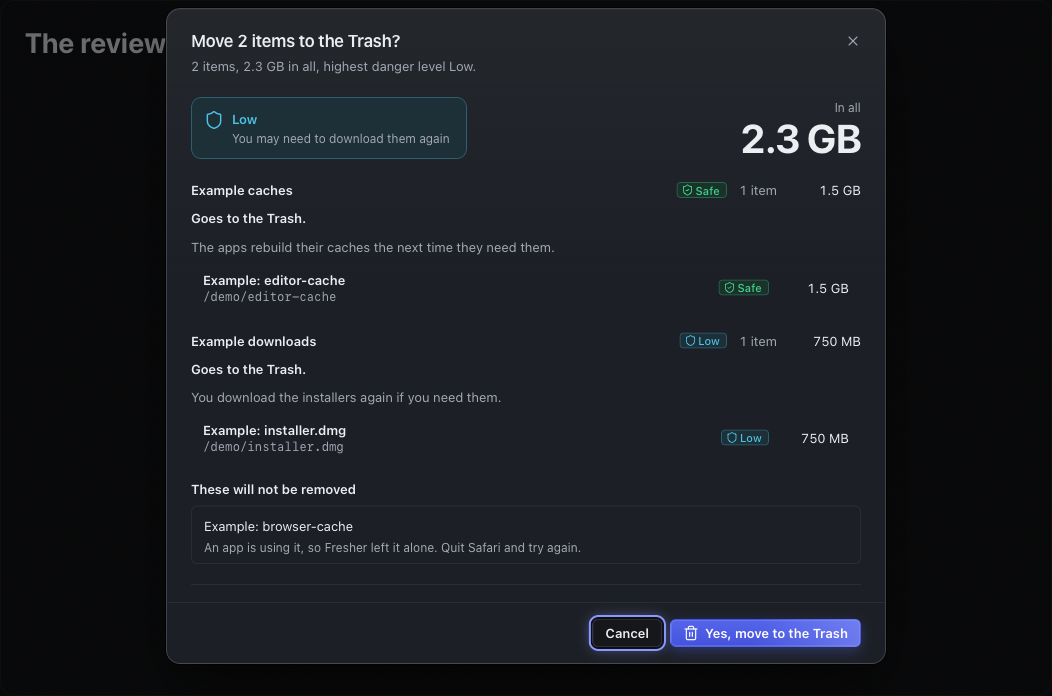 The review
Move 2 items to the Trash?
2 items, 2.3 GB in all, highest danger level Low.
Low
You may need to download them again
In all
2.3 GB
Example caches
Safe
1 item
1.5 GB
Goes to the Trash.
The apps rebuild their caches the next time they need them.
Example: editor-cache
/demo/editor-cache
Safe
1.5 GB
Example downloads
Low
1 item
750 MB
Goes to the Trash.
You download the installers again if you need them.
Example: installer.dmg
/demo/installer.dmg
Low
750 MB
These will not be removed
Example: browser-cache
An app is using it, so Fresher left it alone. Quit Safari and try again.
Cancel
Yes, move to the Trash